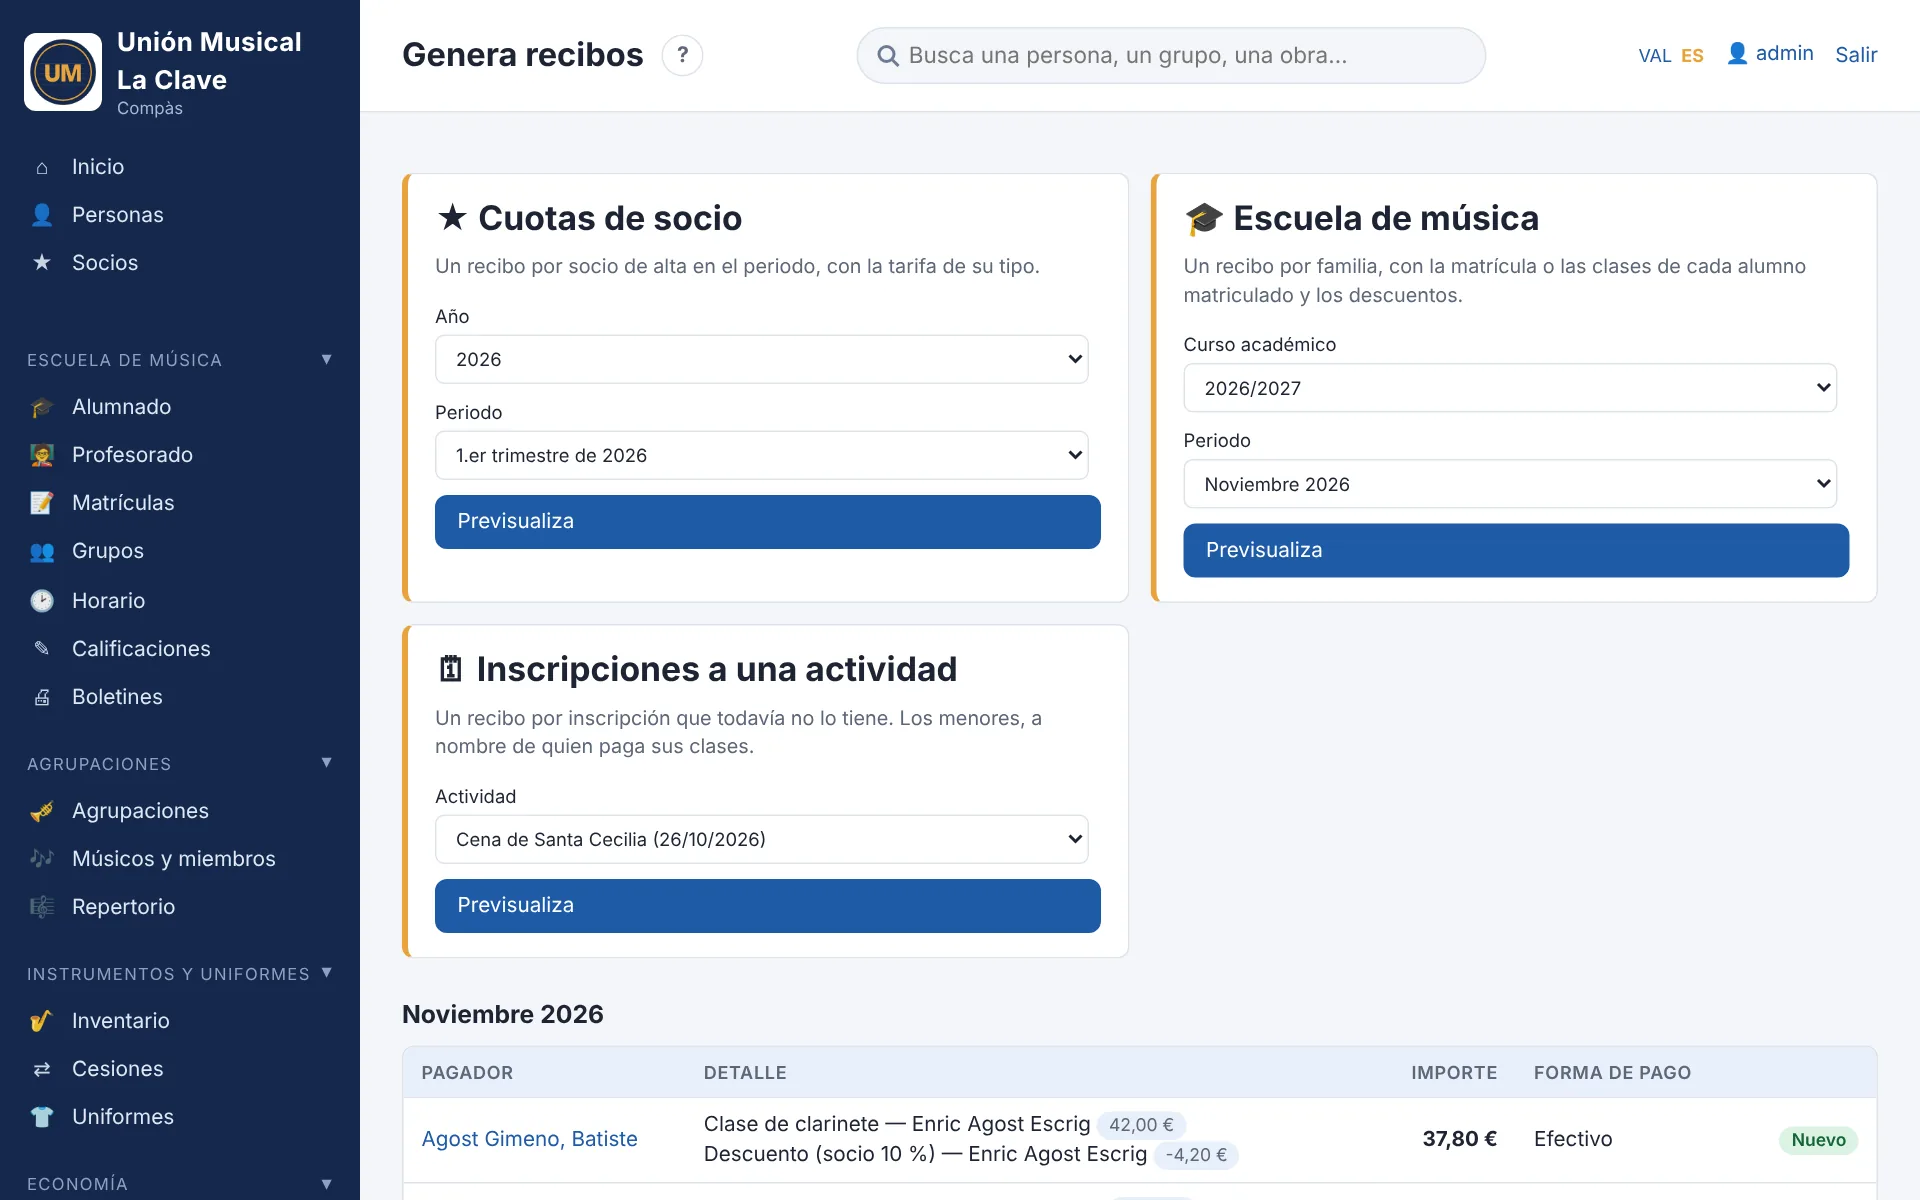 UM
Unión Musical
La Clave
Compàs
Inicio
Personas
Socios
ESCUELA DE MÚSICA
Alumnado
Profesorado
Matrículas
Grupos
Horario
Calificaciones
Boletines
AGRUPACIONES
Agrupaciones
Músicos y miembros
Repertorio
INSTRUMENTOS Y UNIFORMES
Inventario
Cesiones
Uniformes
ECONOMÍA
Genera recibos ?
Busca una persona, un grupo, una obra...
VAL ES admin Salir
Cuotas de socio
Un recibo por socio de alta en el periodo, con la tarifa de su tipo.
Año
2026
Periodo
1.er trimestre de 2026
Previsualiza
Escuela de música
Un recibo por familia, con la matrícula o las clases de cada alumno
matriculado y los descuentos.
Curso académico
2026/2027
Periodo
Noviembre 2026
Previsualiza
Inscripciones a una actividad
Un recibo por inscripción que todavía no lo tiene. Los menores, a
nombre de quien paga sus clases.
Actividad
Cena de Santa Cecilia (26/10/2026)
Previsualiza
Noviembre 2026
PAGADOR DETALLE IMPORTE FORMA DE PAGO
Agost Gimeno, Batiste
Clase de clarinete — Enric Agost Escrig 42,00 €
Descuento (socio 10 %) — Enric Agost Escrig -4,20 €
37,80 € Efectivo Nuevo